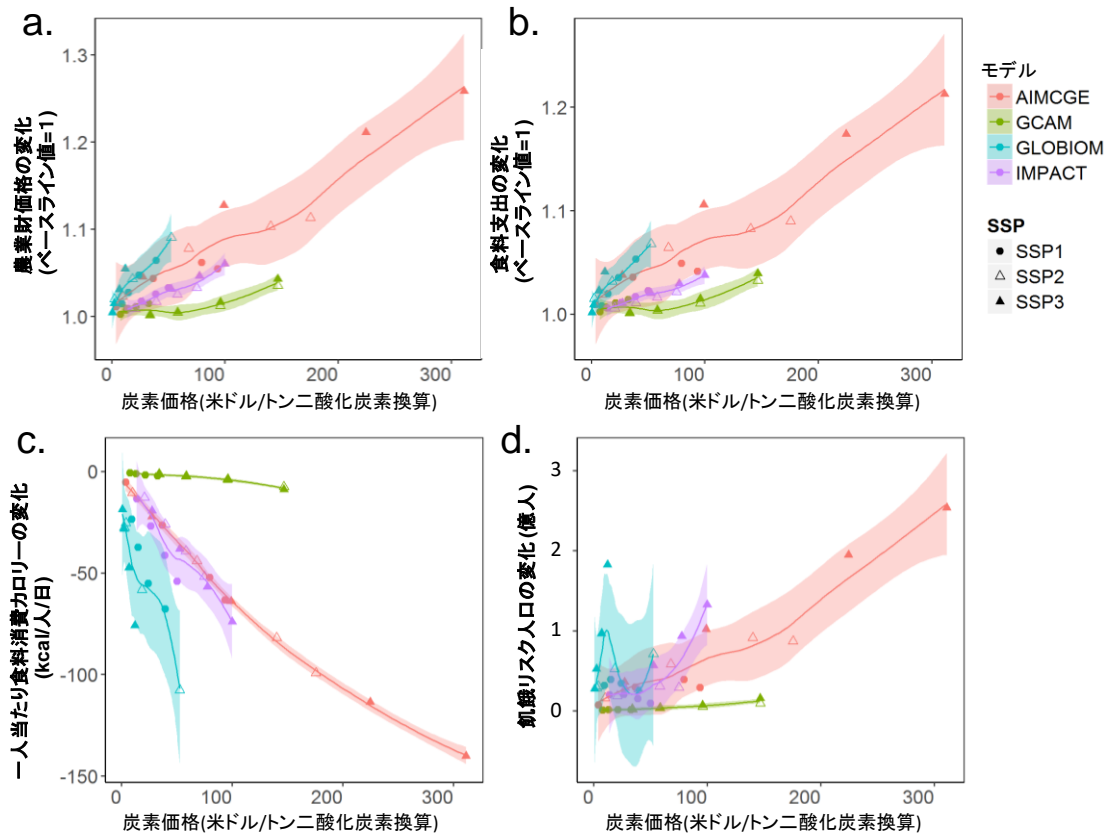 a.
農業財価格の変化
(ベースライン値=1)
1.3
1.2
1.1
1.0
0
100
200
300
炭素価格(米ドル/トン二酸化炭素換算)
b.
食料支出の変化
(ベースライン値=1)
1.2
1.1
1.0
0
100
200
300
炭素価格(米ドル/トン二酸化炭素換算)
モデル
AIMCGE
GCAM
GLOBIOM
IMPACT
SSP
SSP1
SSP2
SSP3
c.
一人当たり食料消費カロリーの変化
(kcal/人/日)
0
-50
-100
-150
0
100
200
300
炭素価格(米ドル/トン二酸化炭素換算)
d.
飢餓リスク人口の変化 (億人)
3
2
1
0
0
100
200
300
炭素価格(米ドル/トン二酸化炭素換算)